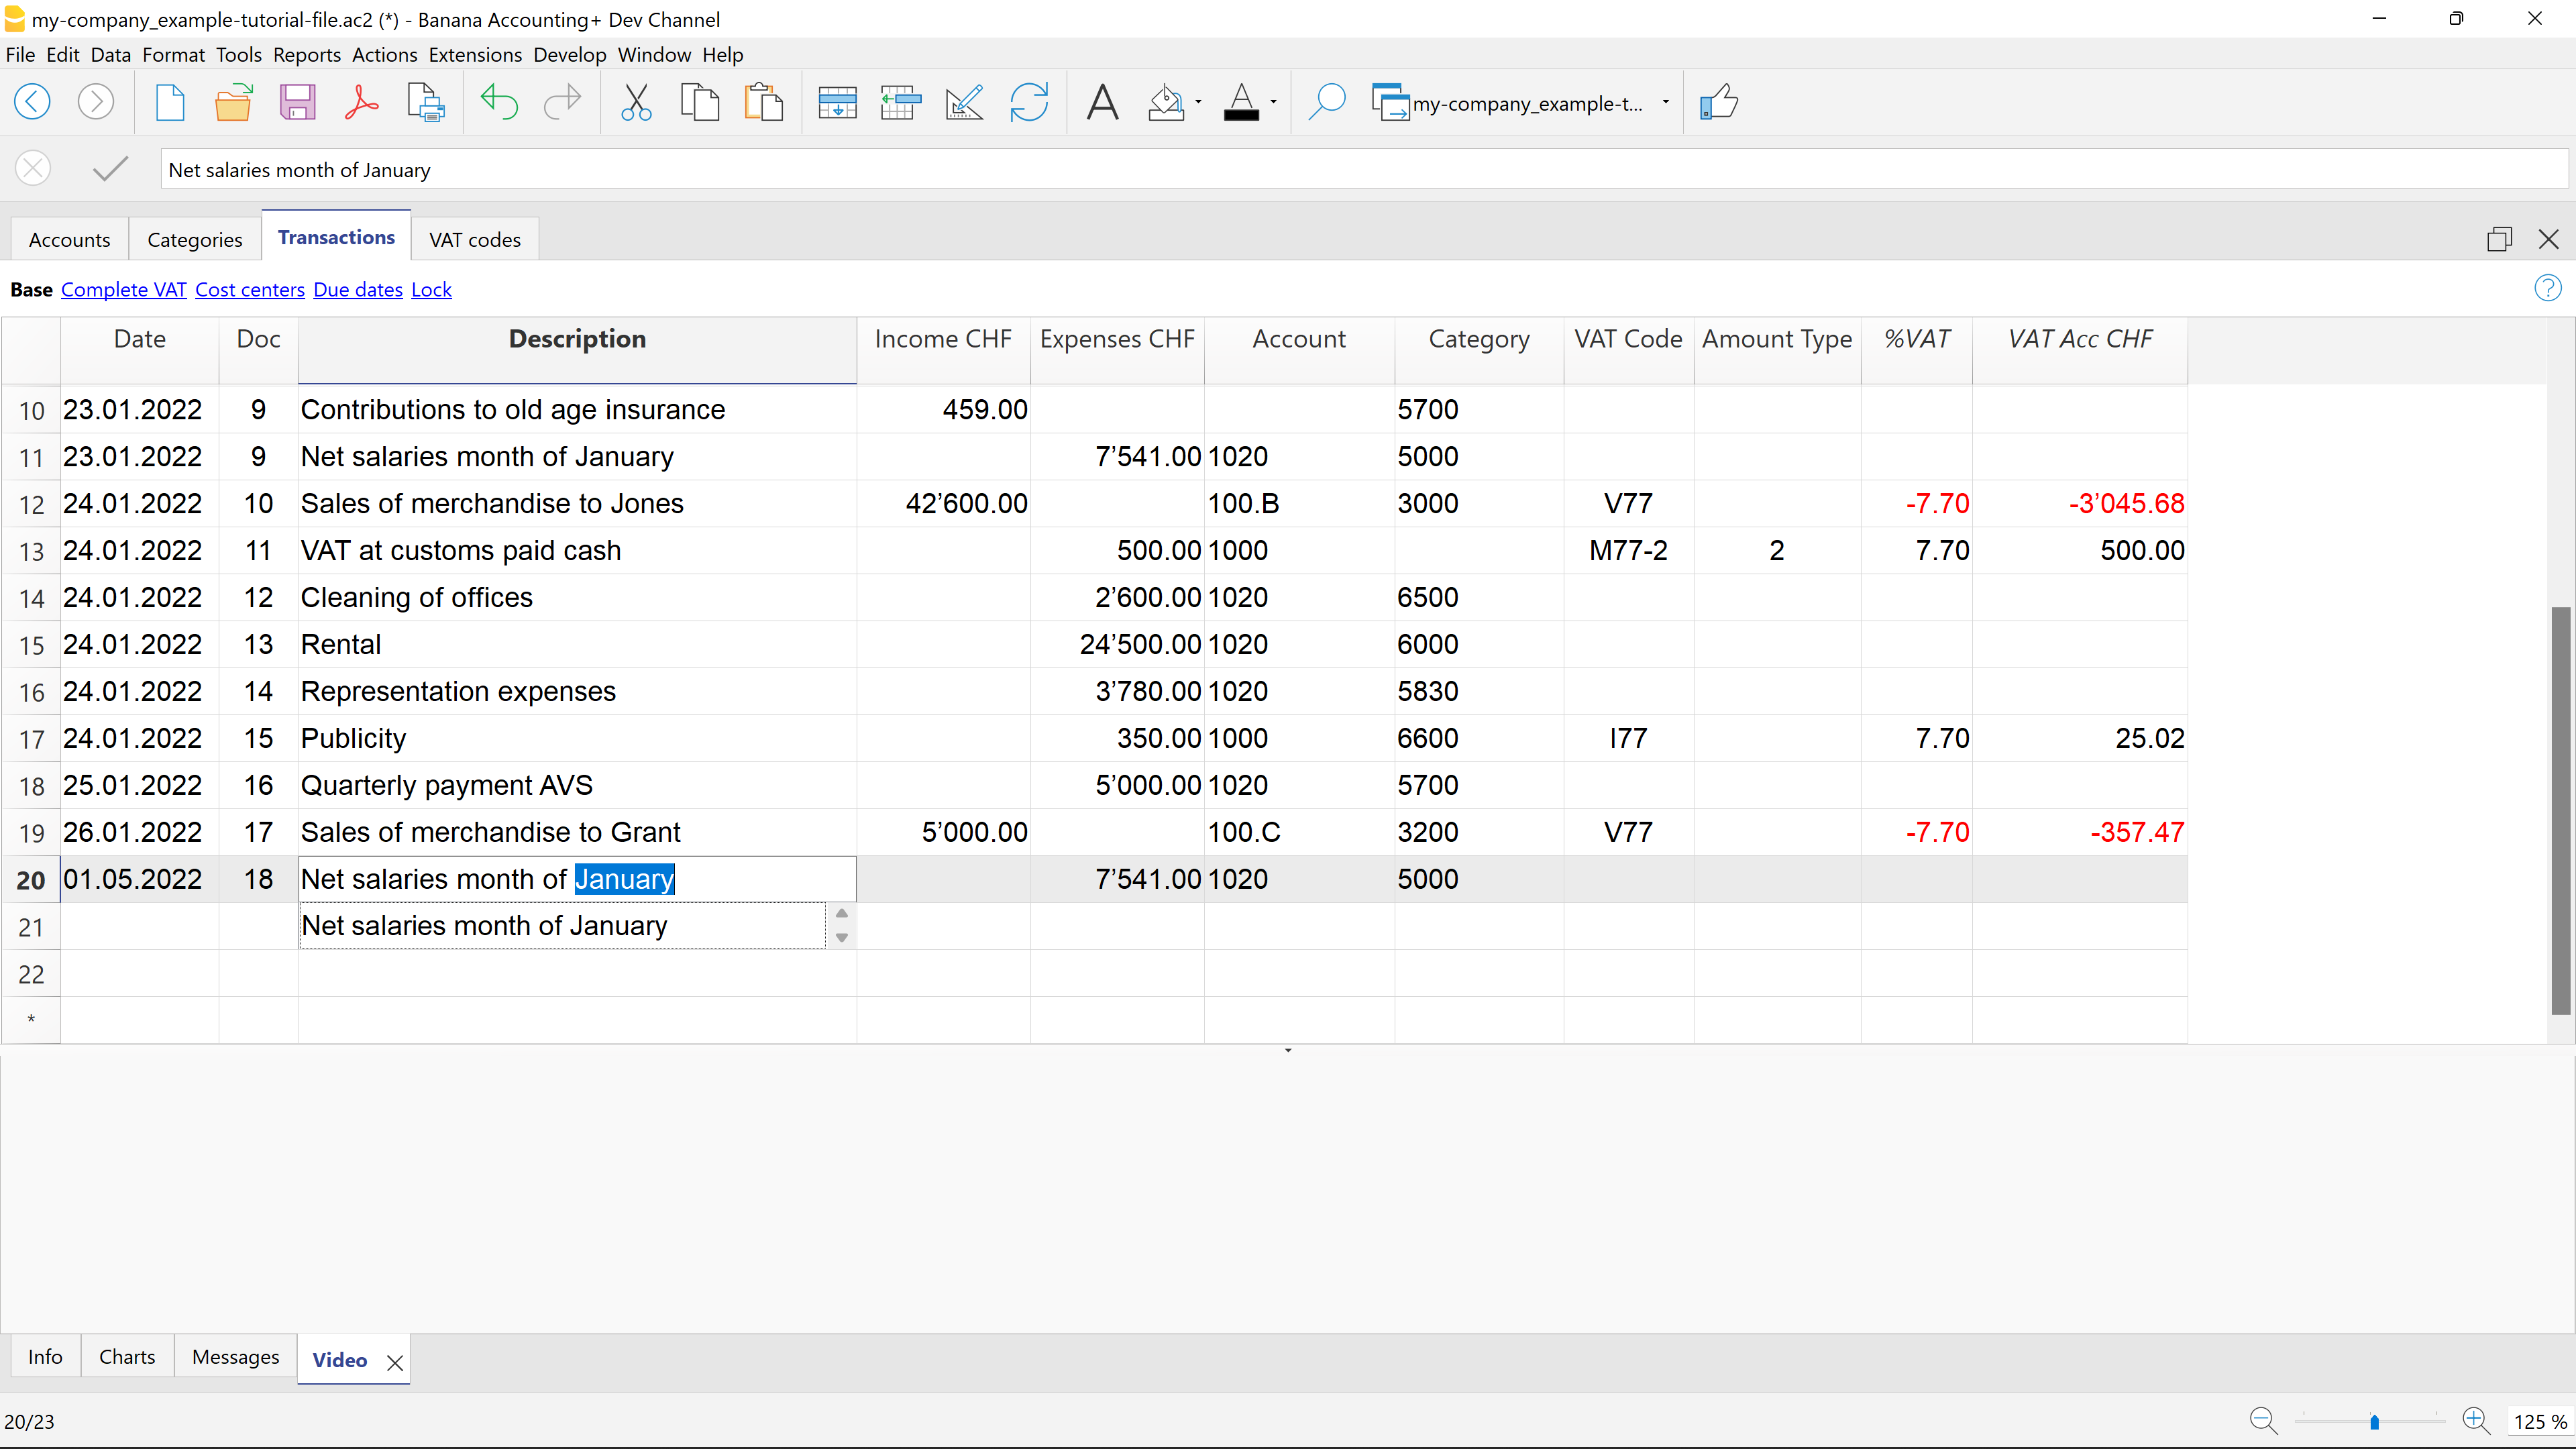 my-company_example-tutorial-file.ac2 (*) - Banana Accounting+ Dev Channel
File Edit Data Format Tools Reports Actions Extensions Develop Window Help
my-company_example-t...
Net salaries month of January
Accounts Categories Transactions VAT codes
Base Complete VAT Cost centers Due dates Lock
Date Doc Description Income CHF Expenses CHF Account Category VAT Code Amount Type %VAT VAT Acc CHF
10 23.01.2022 9 Contributions to old age insurance 459.00 5700
11 23.01.2022 9 Net salaries month of January 7’541.00 1020 5000
12 24.01.2022 10 Sales of merchandise to Jones 42’600.00 100.B 3000 V77 -7.70 -3’045.68
13 24.01.2022 11 VAT at customs paid cash 500.00 1000 M77-2 2 7.70 500.00
14 24.01.2022 12 Cleaning of offices 2’600.00 1020 6500
15 24.01.2022 13 Rental 24’500.00 1020 6000
16 24.01.2022 14 Representation expenses 3’780.00 1020 5830
17 24.01.2022 15 Publicity 350.00 1000 6600 I77 7.70 25.02
18 25.01.2022 16 Quarterly payment AVS 5’000.00 1020 5700
19 26.01.2022 17 Sales of merchandise to Grant 5’000.00 100.C 3200 V77 -7.70 -357.47
20 01.05.2022 18 Net salaries month of January 7’541.00 1020 5000
21 Net salaries month of January
22
*
Info Charts Messages Video
20/23 125 %